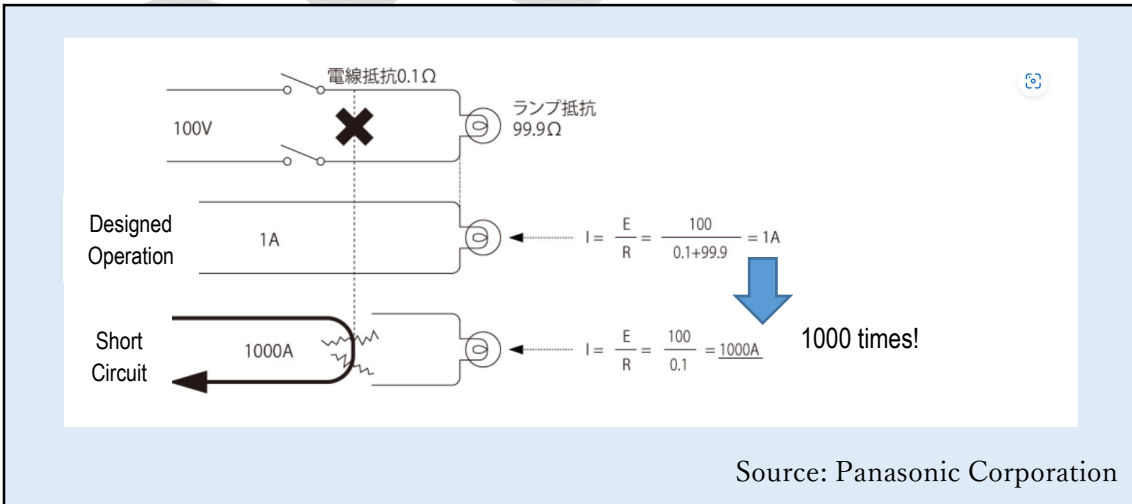 電線抵抗0.1Ω
100V
ランプ抵抗
99.9Ω
Designed
Operation
1A
I = E/R = 100/0.1+99.9 = 1A
Short
Circuit
1000A
I = E/R = 100/0.1 = 1000A
1000 times!
Source: Panasonic Corporation